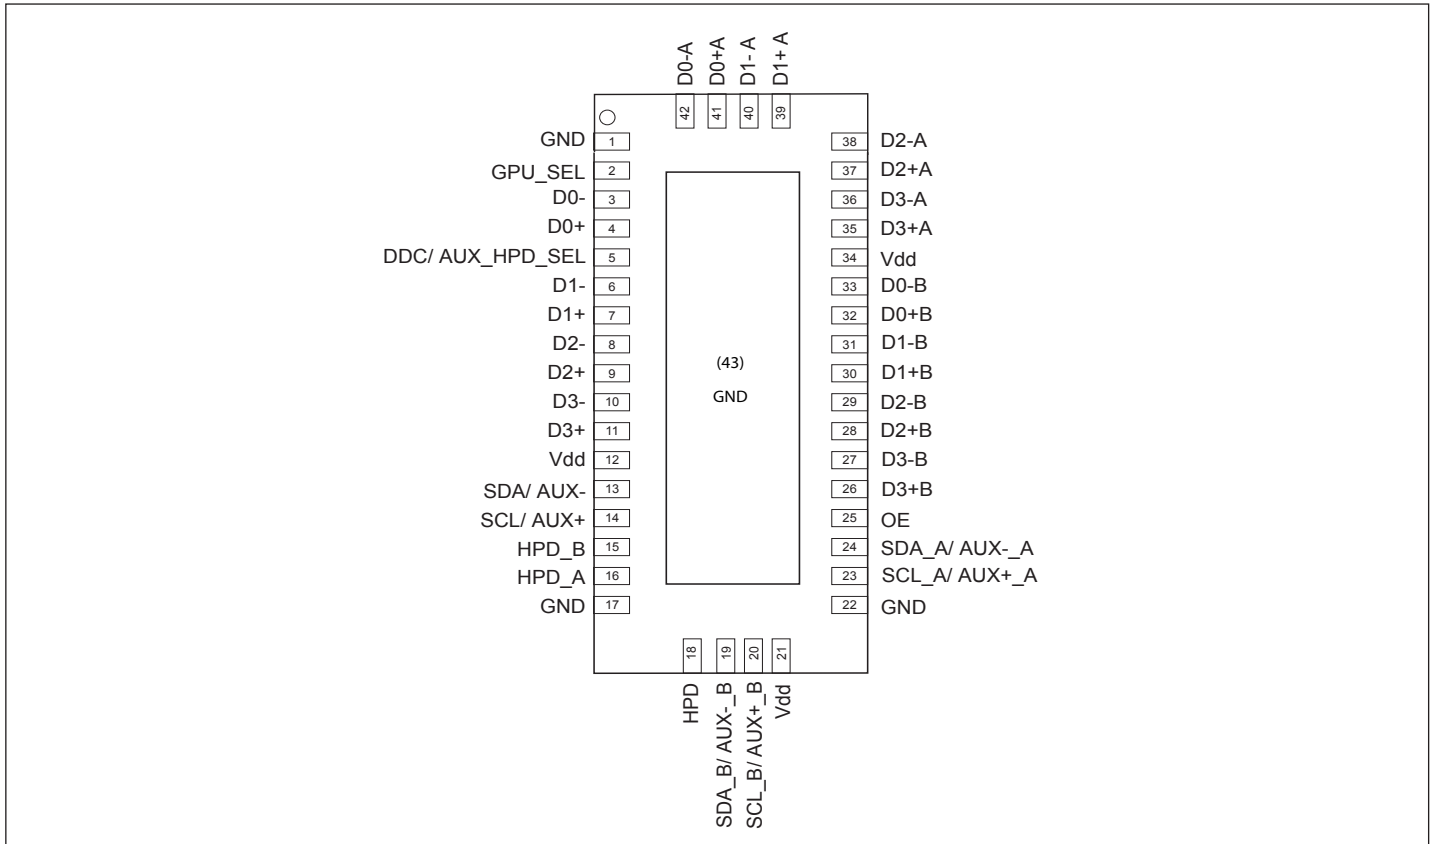 D0-A
D0+A
D1- A
D1+ A
42
41
40
39
GND 1
GPU_SEL 2
D0- 3
D0+ 4
DDC/ AUX_HPD_SEL 5
D1- 6
D1+ 7
D2- 8
D2+ 9
D3- 10
D3+ 11
Vdd 12
SDA/ AUX- 13
SCL/ AUX+ 14
HPD_B 15
HPD_A 16
GND 17
(43)
GND
38 D2-A
37 D2+A
36 D3-A
35 D3+A
34 Vdd
33 D0-B
32 D0+B
31 D1-B
30 D1+B
29 D2-B
28 D2+B
27 D3-B
26 D3+B
25 OE
24 SDA_A/ AUX-_A
23 SCL_A/ AUX+_A
22 GND
18
19
20
21
HPD
SDA_B/ AUX-_B
SCL_B/ AUX+_B
Vdd